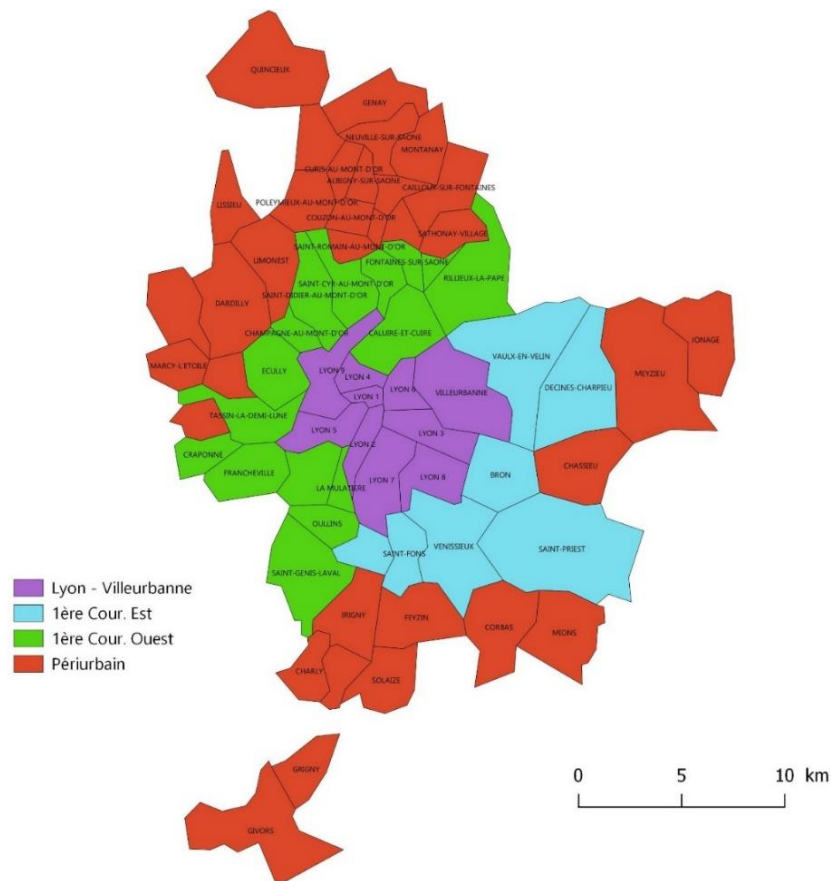 QUINCIEUX
GENAY
NEUVILLE-SUR-SAONE
MONTANAY
CURIS-AU-MONT-D'OR
ALBIGNY-SUR-SAONE
CAILLOUX-SUR-FONTAINES
LISSIEU
POLEYMIEUX-AU-MONT-D'OR
COUZON-AU-MONT-D'OR
SATHONAY-VILLAGE
SAINT-ROMAIN-AU-MONT-D'OR
LIMONEST
FONTAINES-SUR SAONE
RILLIEUX-LA-PAPE
SAINT-CYR-AU-MONT-D'OR
SAINT-DIDIER-AU-MONT-D'OR
DARDILLY
CHAMPAGNE-AU-MONT-D'OR
CALUIRE-ET-CUIRE
JONAGE
VAULX-EN-VELIN
MARCY-L'ETOILE
ECULLY
LYON 9
LYON 4
LYON 6
VILLEURBANNE
DECINES-CHARPIEU
MEYZIEU
LYON 1
TASSIN-LA-DEMI-LUNE
LYON 5
LYON 3
LYON 2
CRAPONNE
FRANCHEVILLE
CHASSIEU
BRON
LA MULATIERE
LYON 7
LYON 8
OULLINS
SAINT-FONS
VENISSIEUX
SAINT-PRIEST
SAINT-GENIS-LAVAL
IRIGNY
FEYZIN
CORBAS
MIONS
CHARLY
SOLAIZE
Lyon - Villeurbanne
1ère Cour. Est
1ère Cour. Ouest
Périurbain
GRIGNY
GIVORS
0 5 10 km